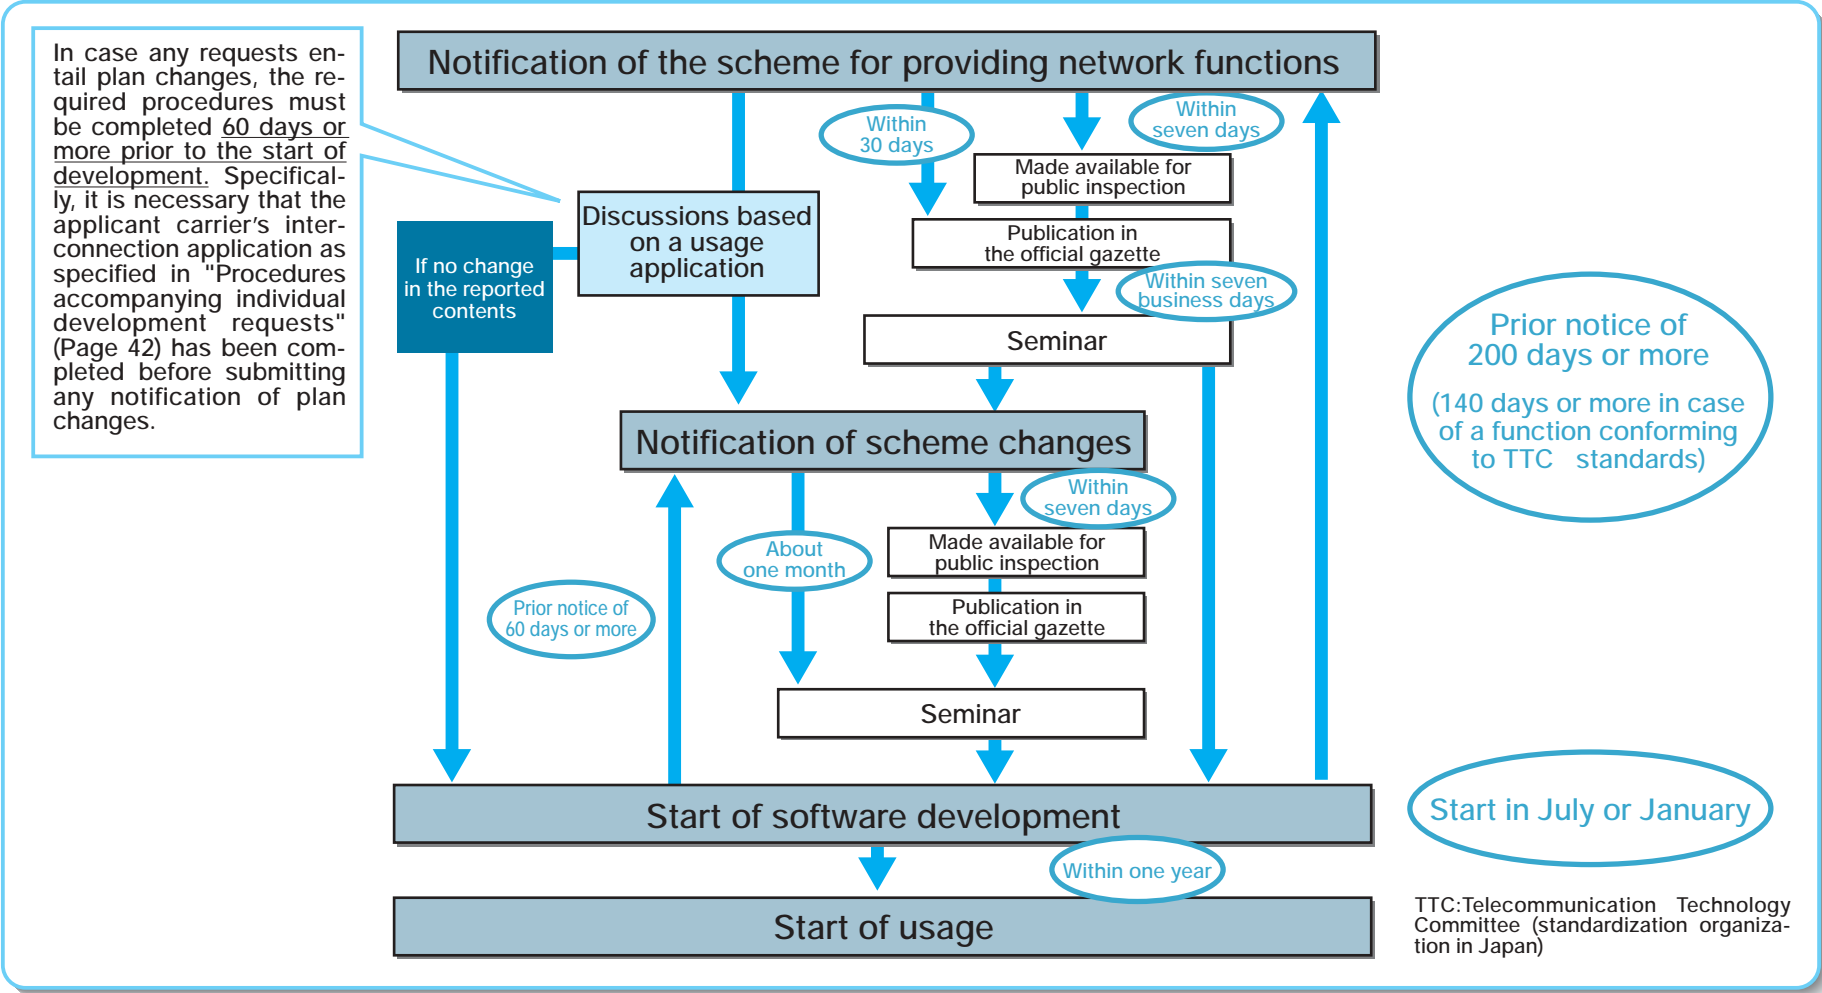 Notification of the scheme for providing network functions
In case any requests en-
tail plan changes, the re-
quired procedures must
be completed 60 days or
more prior to the start of
development. Specifical-
ly, it is necessary that the
applicant carrier's inter-
connection application as
specified in "Procedures
accompanying individual
development requests"
(Page 42) has been com-
pleted before submitting
any notification of plan
changes.
Within
30 days
Within
seven days
Made available for
public inspection
Discussions based
on a usage
application
Publication in
the official gazette
If no change
in the reported
contents
Within seven
business days
Seminar
Prior notice of
200 days or more
(140 days or more in case
of a function conforming
to TTC standards)
Notification of scheme changes
Within
seven days
About
one month
Made available for
public inspection
Prior notice of
60 days or more
Publication in
the official gazette
Seminar
Start of software development
Start in July or January
Within one year
Start of usage
TTC:Telecommunication Technology
Committee (standardization organiza-
tion in Japan)